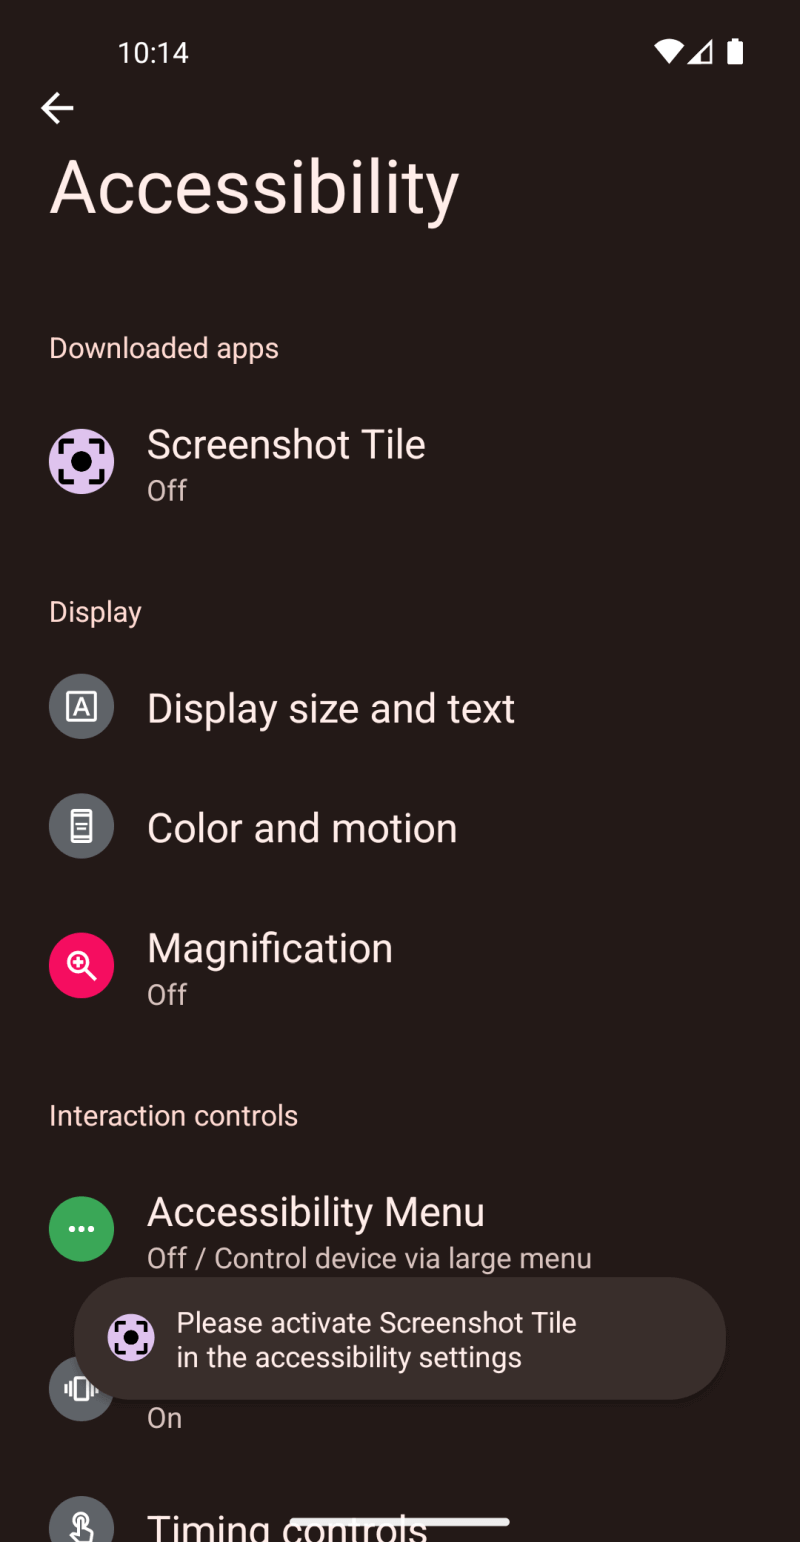 10:14
Accessibility
Downloaded apps
Screenshot Tile
Off
Display
A
Display size and text
Color and motion
Magnification
Off
Interaction controls
Accessibility Menu
Off / Control device via large menu
Please activate Screenshot Tile
in the accessibility settings
On
Timing controls